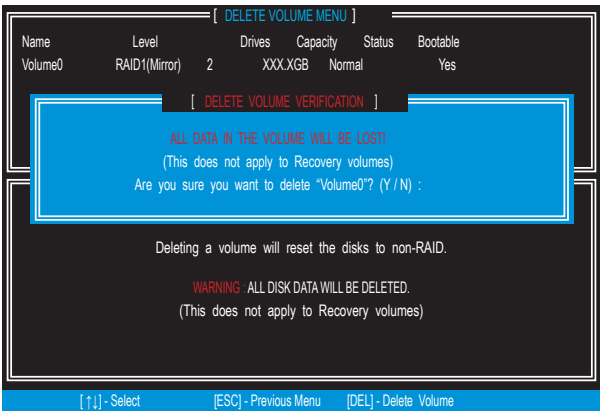 [ DELETE VOLUME MENU ]
Name Level Drives Capacity Status Bootable
Volume0 RAID1(Mirror) 2 XXX.XGB Normal Yes
[ DELETE VOLUME VERIFICATION ]
ALL DATA IN THE VOLUME WILL BE LOST!
(This does not apply to Recovery volumes)
Are you sure you want to delete “Volume0”? (Y / N) :
Deleting a volume will reset the disks to non-RAID.
WARNING : ALL DISK DATA WILL BE DELETED.
(This does not apply to Recovery volumes)
[ ↑↓] - Select [ESC] - Previous Menu [DEL] - Delete Volume